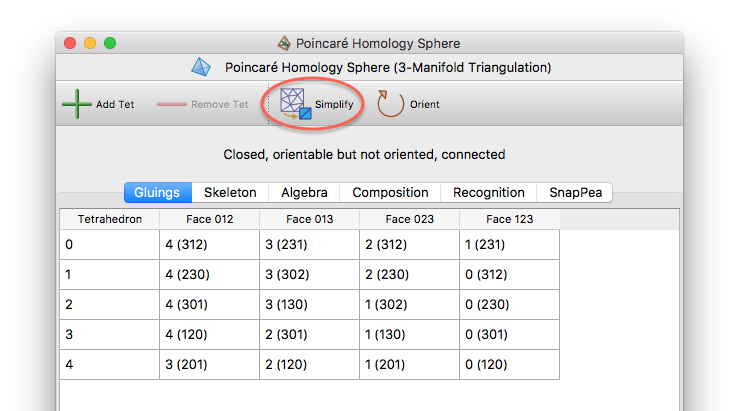 Poincaré Homology Sphere
Poincaré Homology Sphere (3-Manifold Triangulation)
Add Tet Remove Tet Simplify Orient
Closed, orientable but not oriented, connected
Gluings Skeleton Algebra Composition Recognition SnapPea
Tetrahedron Face 012 Face 013 Face 023 Face 123
0 4 (312) 3 (231) 2 (312) 1 (231)
1 4 (230) 3 (302) 2 (230) 0 (312)
2 4 (301) 3 (130) 1 (302) 0 (230)
3 4 (120) 2 (301) 1 (130) 0 (301)
4 3 (201) 2 (120) 1 (201) 0 (120)